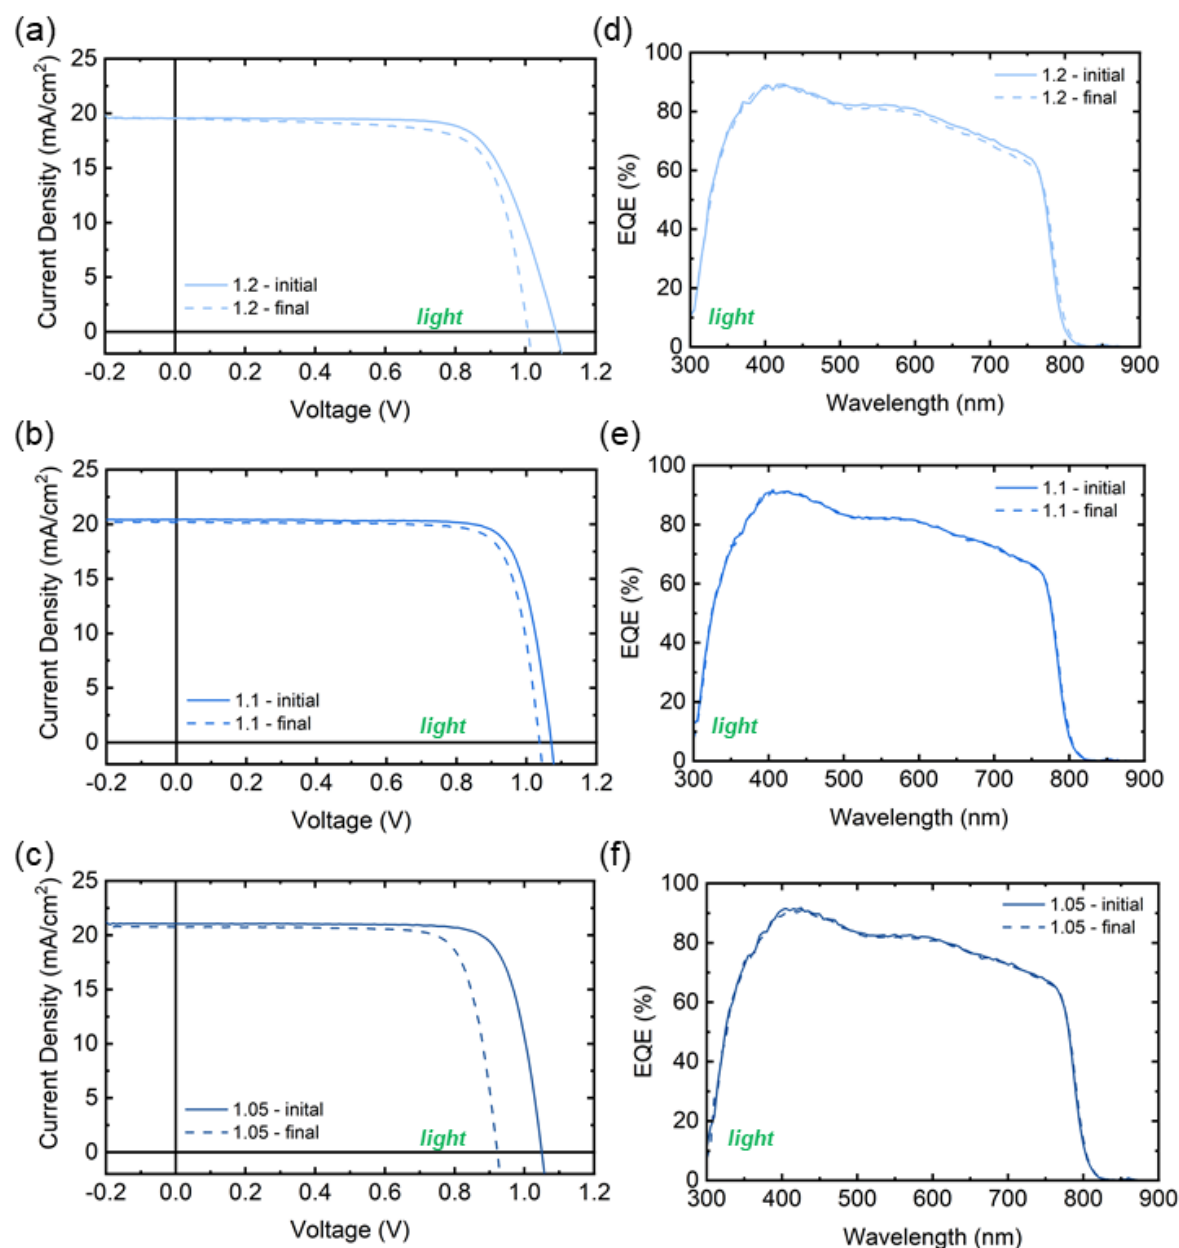 (a)
Current Density (mA/cm²)
25
20
15
10
5
0
1.2 - initial
1.2 - final
light
-0.2 0.0 0.2 0.4 0.6 0.8 1.0 1.2
Voltage (V)
(d)
EQE (%)
100
80
60
40
20
0
1.2 - initial
1.2 - final
light
300 400 500 600 700 800 900
Wavelength (nm)
(b)
Current Density (mA/cm²)
25
20
15
10
5
0
1.1 - initial
1.1 - final
light
-0.2 0.0 0.2 0.4 0.6 0.8 1.0 1.2
Voltage (V)
(e)
EQE (%)
100
80
60
40
20
0
1.1 - initial
1.1 - final
light
300 400 500 600 700 800 900
Wavelength (nm)
(c)
Current Density (mA/cm²)
25
20
15
10
5
0
1.05 - inital
1.05 - final
light
-0.2 0.0 0.2 0.4 0.6 0.8 1.0 1.2
Voltage (V)
(f)
EQE (%)
100
80
60
40
20
0
1.05 - initial
1.05 - final
light
300 400 500 600 700 800 900
Wavelength (nm)